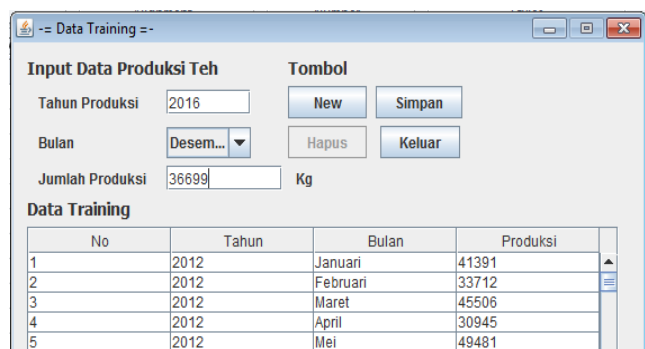 -= Data Training =-
Input Data Produksi Teh Tombol
Tahun Produksi 2016 New Simpan
Bulan Desem... Hapus Keluar
Jumlah Produksi 36699 Kg
Data Training
No Tahun Bulan Produksi
1 2012 Januari 41391
2 2012 Februari 33712
3 2012 Maret 45506
4 2012 April 30945
5 2012 Mei 49481